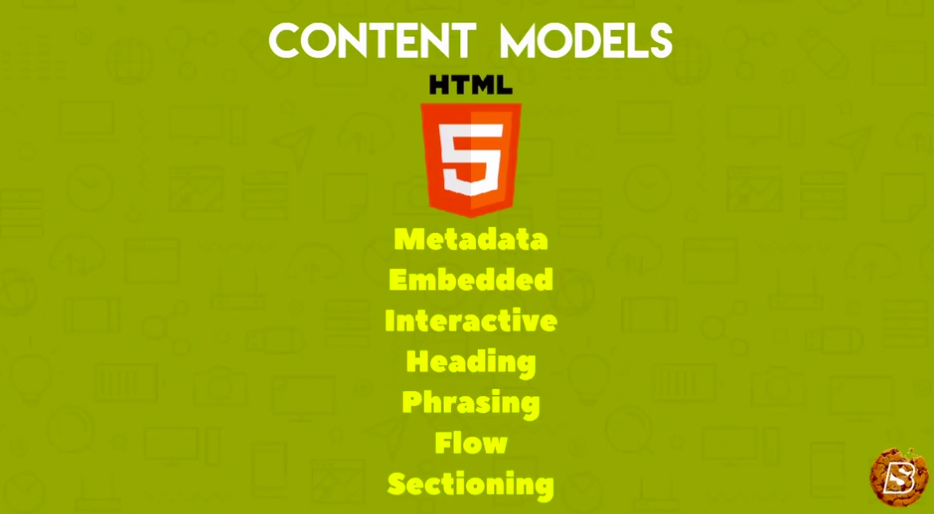 CONTENT MODELS
HTML
5
Metadata
Embedded
Interactive
Heading
Phrasing
Flow
Sectioning
B